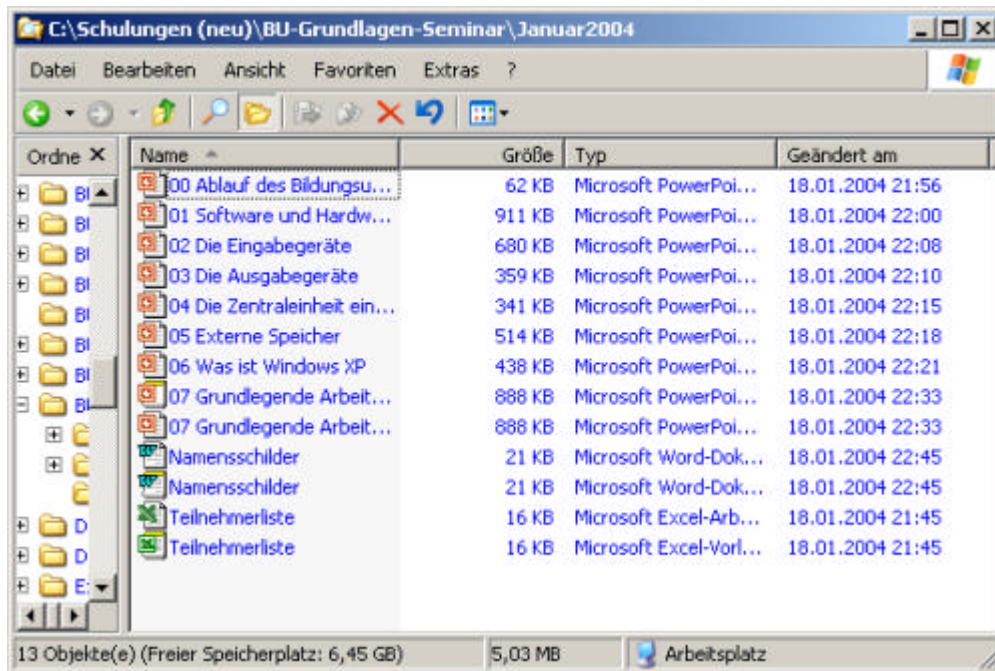 C:\Schulungen (neu)\BU-Grundlagen-Seminar\Januar2004
Datei Bearbeiten Ansicht Favoriten Extras ?
Ordne Name Größe Typ Geändert am
00 Ablauf des Bildungsu... 62 KB Microsoft PowerPoi... 18.01.2004 21:56
01 Software und Hardw... 911 KB Microsoft PowerPoi... 18.01.2004 22:00
02 Die Eingabegeräte 680 KB Microsoft PowerPoi... 18.01.2004 22:08
03 Die Ausgabegeräte 359 KB Microsoft PowerPoi... 18.01.2004 22:10
04 Die Zentraleinheit ein... 341 KB Microsoft PowerPoi... 18.01.2004 22:15
05 Externe Speicher 514 KB Microsoft PowerPoi... 18.01.2004 22:18
06 Was ist Windows XP 438 KB Microsoft PowerPoi... 18.01.2004 22:21
07 Grundlegende Arbeit... 888 KB Microsoft PowerPoi... 18.01.2004 22:33
07 Grundlegende Arbeit... 888 KB Microsoft PowerPoi... 18.01.2004 22:33
Namensschilder 21 KB Microsoft Word-Dok... 18.01.2004 22:45
Namensschilder 21 KB Microsoft Word-Dok... 18.01.2004 22:45
Teilnehmerliste 16 KB Microsoft Excel-Arb... 18.01.2004 21:45
Teilnehmerliste 16 KB Microsoft Excel-Vorl... 18.01.2004 21:45
13 Objekte(e) (Freier Speicherplatz: 6,45 GB) 5,03 MB Arbeitsplatz